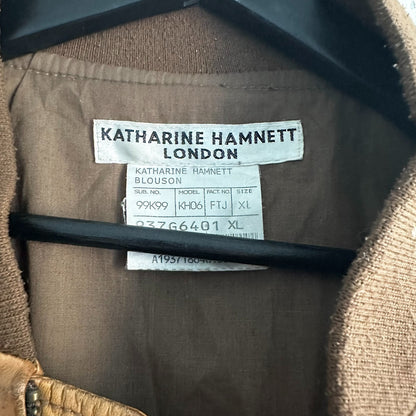 KATHARINE HAMNETT
LONDON
KATHARINE HAMNETT
BLOUSON
SUB. NO. MODEL FACT. NO. SIZE
99K99 KH06 FTJ XL
937G6401 XL